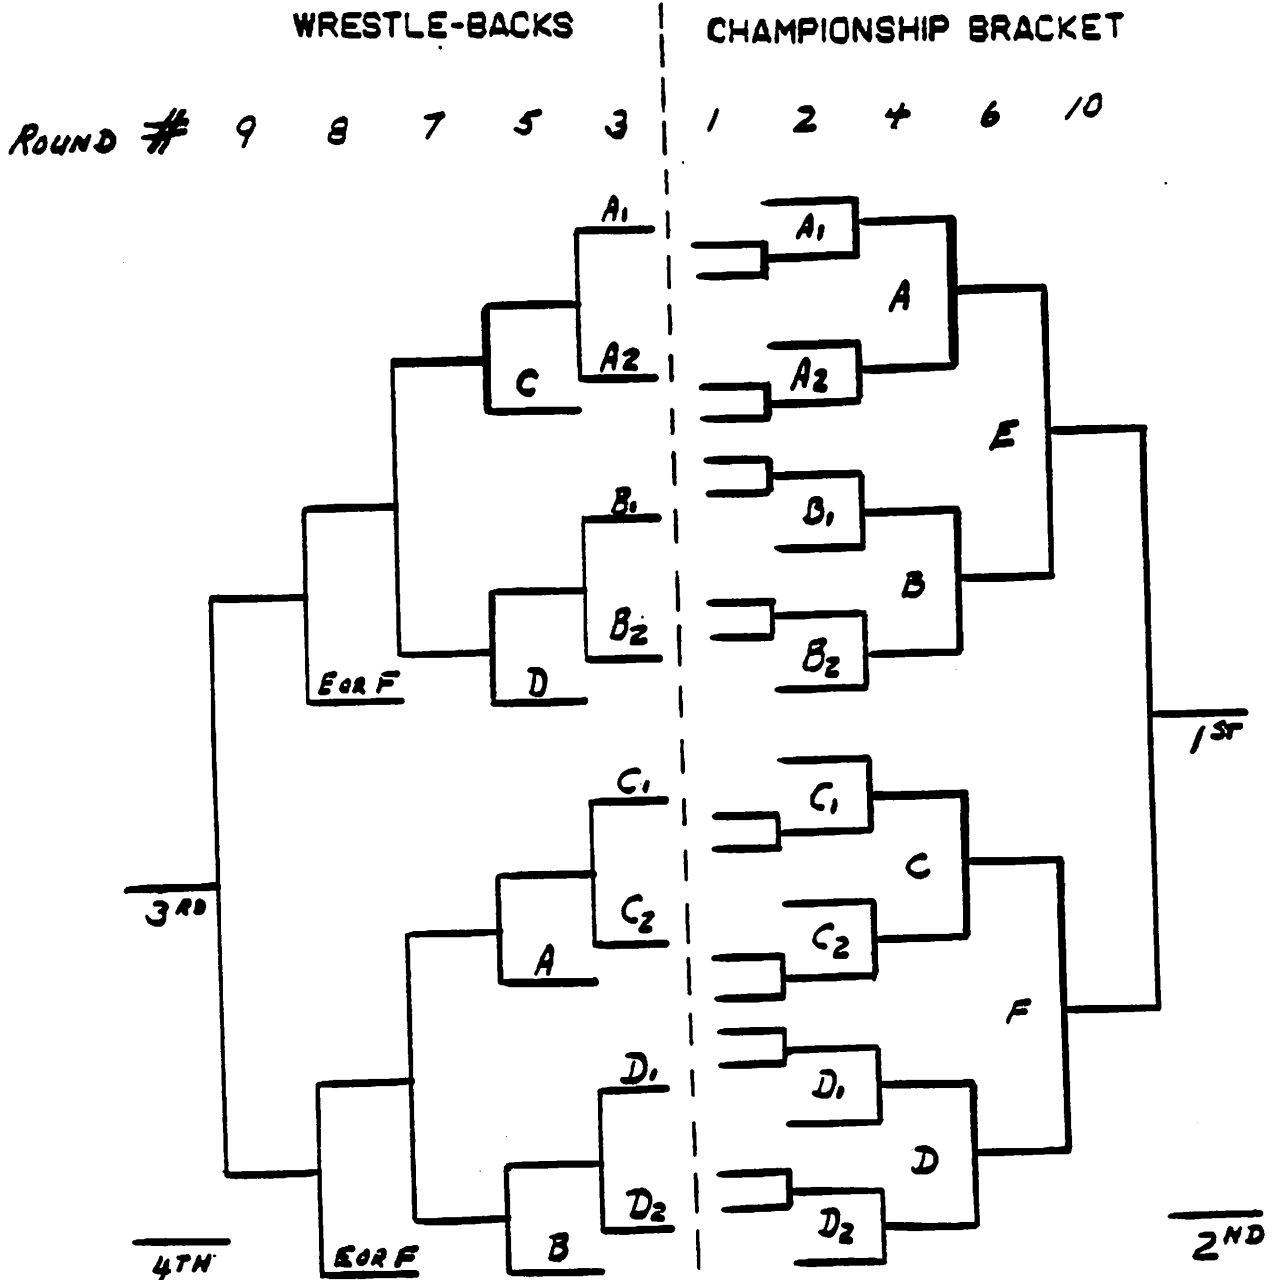 WRESTLE-BACKS CHAMPIONSHIP BRACKET
ROUND # 9 8 7 5 3 1 2 4 6 10
A1 A1
A
A2 A2
C
E
B1 B1
B
B2 B2
E OR F D
1ST
C1 C1
C
3RD
C2 C2
A
F
D1 D1
D
D2 D2
E OR F B
4TH 2ND